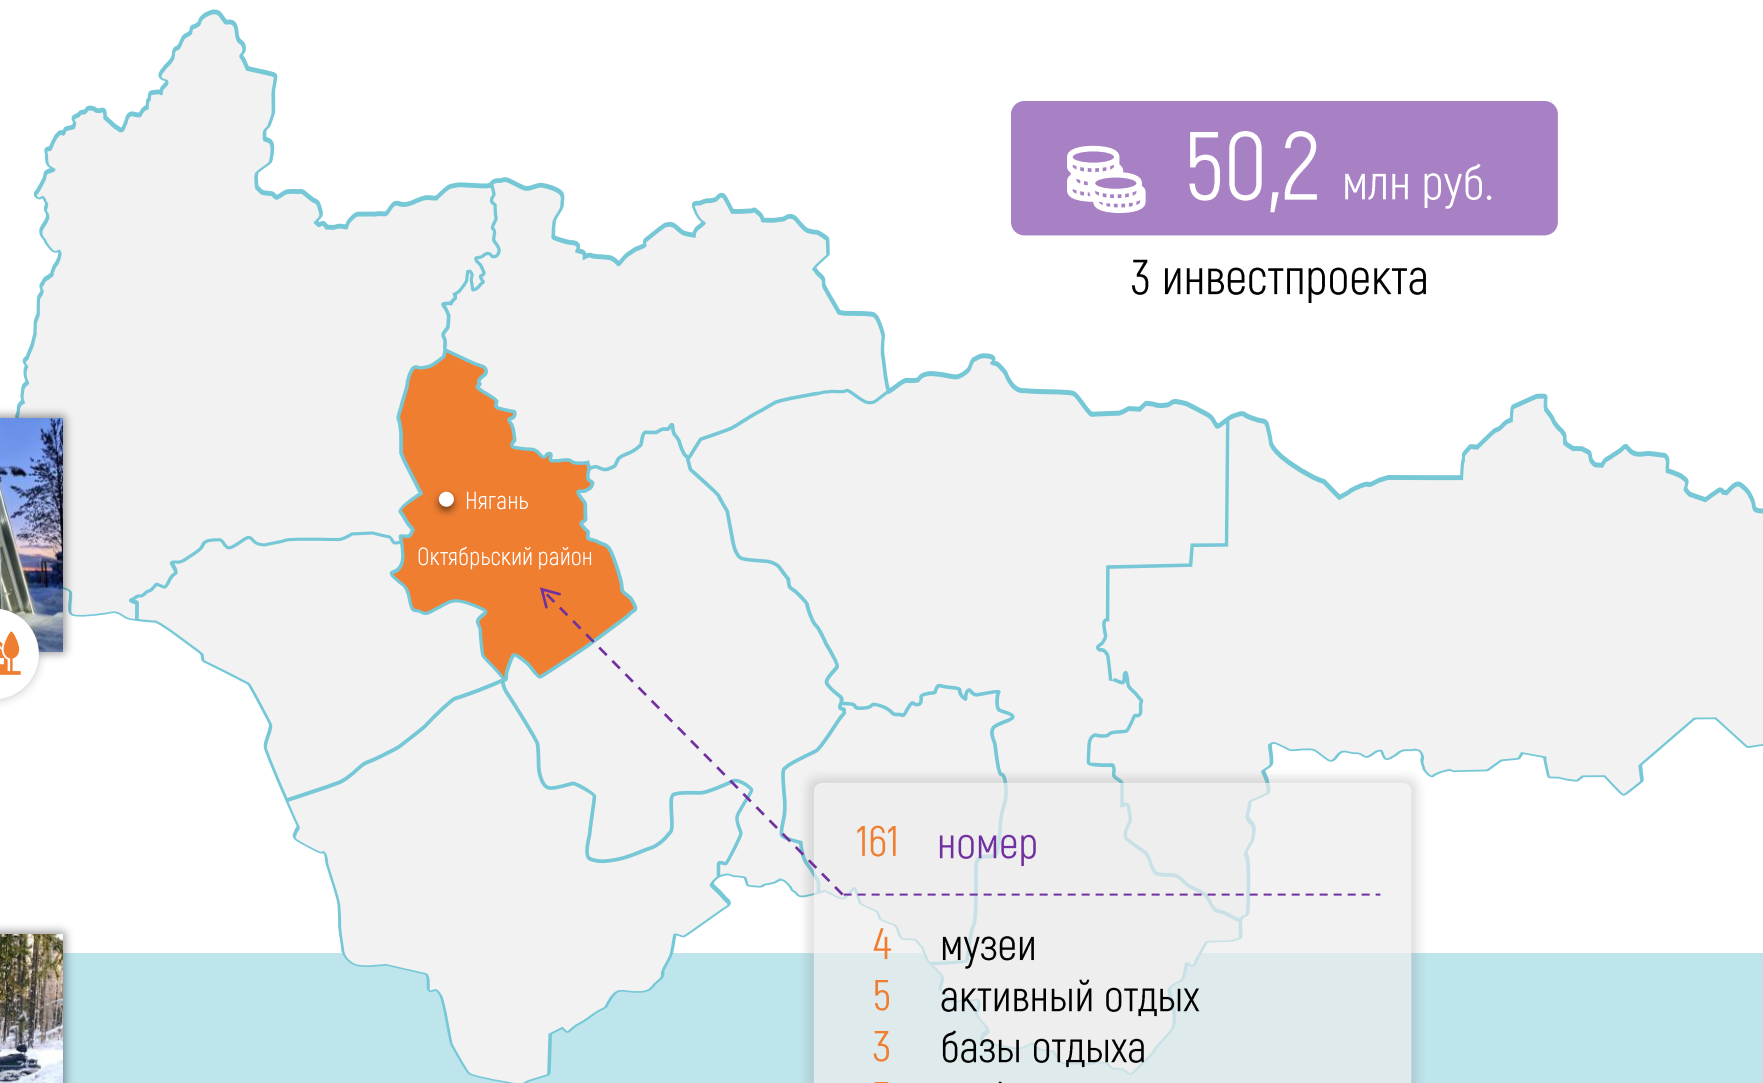 50,2 млн руб.
3 инвестпроекта
Нягань
Октябрьский район
161 номер
4 музеи
5 активный отдых
3 базы отдыха